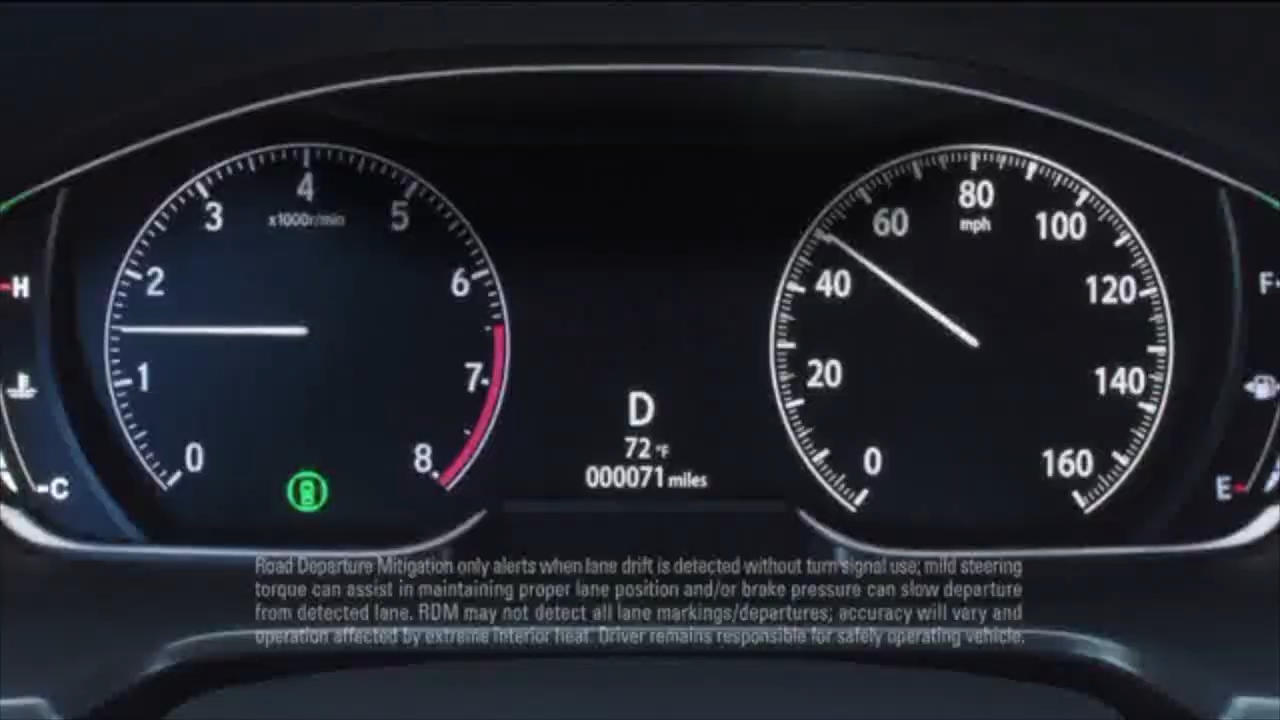 4
3
x1000r/min
5
2
6
1
7
0
8
H
C
D
72 °F
000071 miles
80
mph
60
100
40
120
20
140
0
160
F
E
Road Departure Mitigation only alerts when lane drift is detected without turn signal use; mild steering
torque can assist in maintaining proper lane position and/or brake pressure can slow departure
from detected lane. RDM may not detect all lane markings/departures; accuracy will very and
operation affected by extreme interior heat. Driver remains responsible for safely operating vehicle.